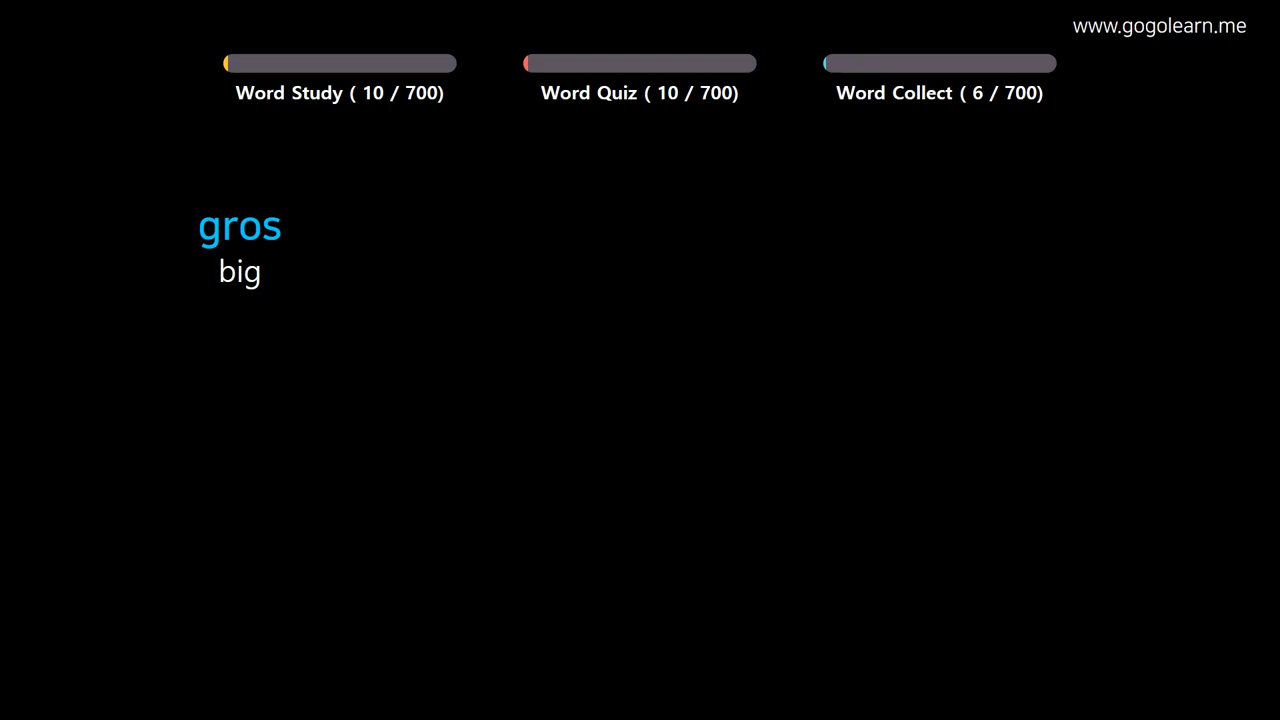 www.gogolearn.me
Word Study ( 10 / 700)
Word Quiz ( 10 / 700)
Word Collect ( 6 / 700)
gros
big